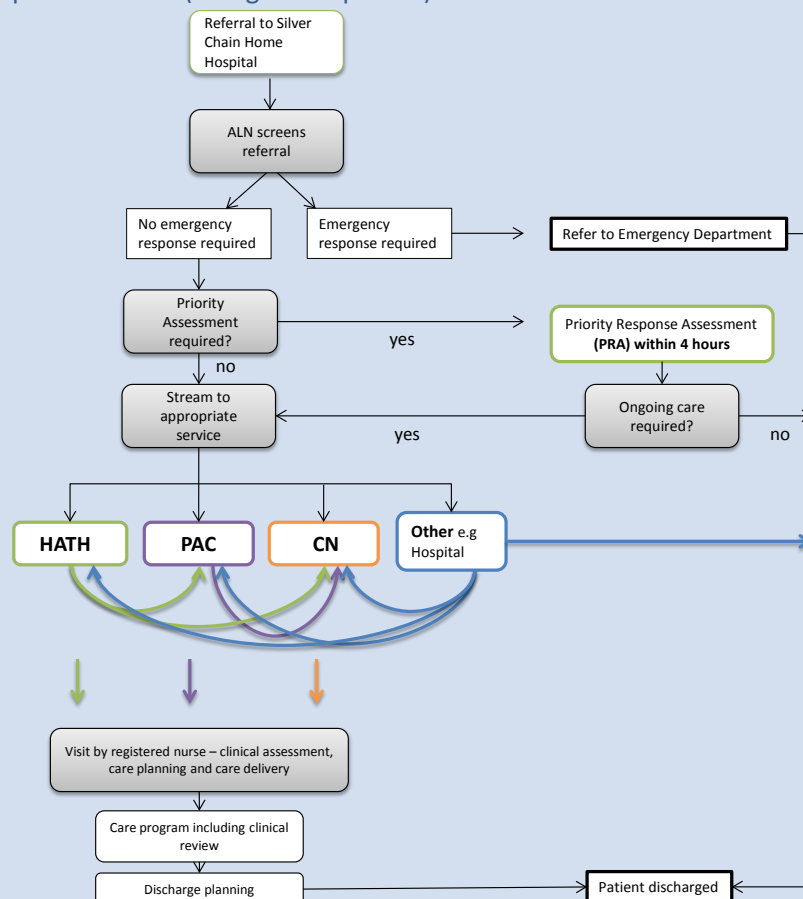 Referral to Silver
Chain Home
Hospital
ALN screens
referral
No emergency
response required
Emergency
response required
Refer to Emergency Department
Priority
Assessment
required?
yes
Priority Response Assessment
(PRA) within 4 hours
no
Stream to
appropriate
service
yes
Ongoing care
required?
no
HATH
PAC
CN
Other e.g
Hospital
Visit by registered nurse – clinical assessment,
care planning and care delivery
Care program including clinical
review
Discharge planning
Patient discharged